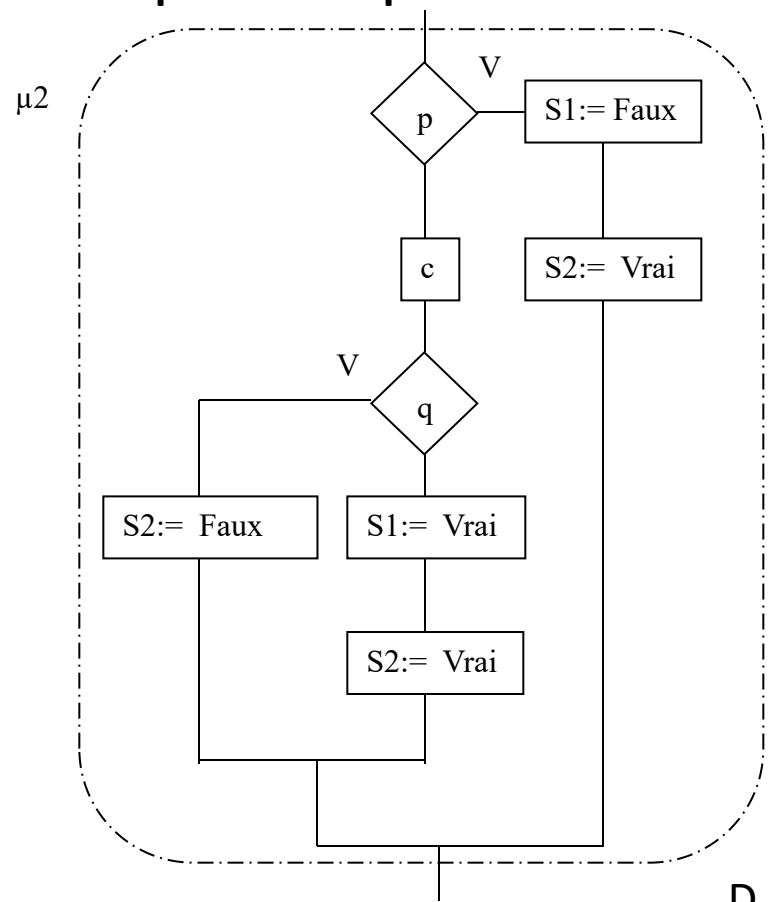 V
µ2
p
S1:= Faux
c
S2:= Vrai
V
q
S2:= Faux
S1:= Vrai
S2:= Vrai
D